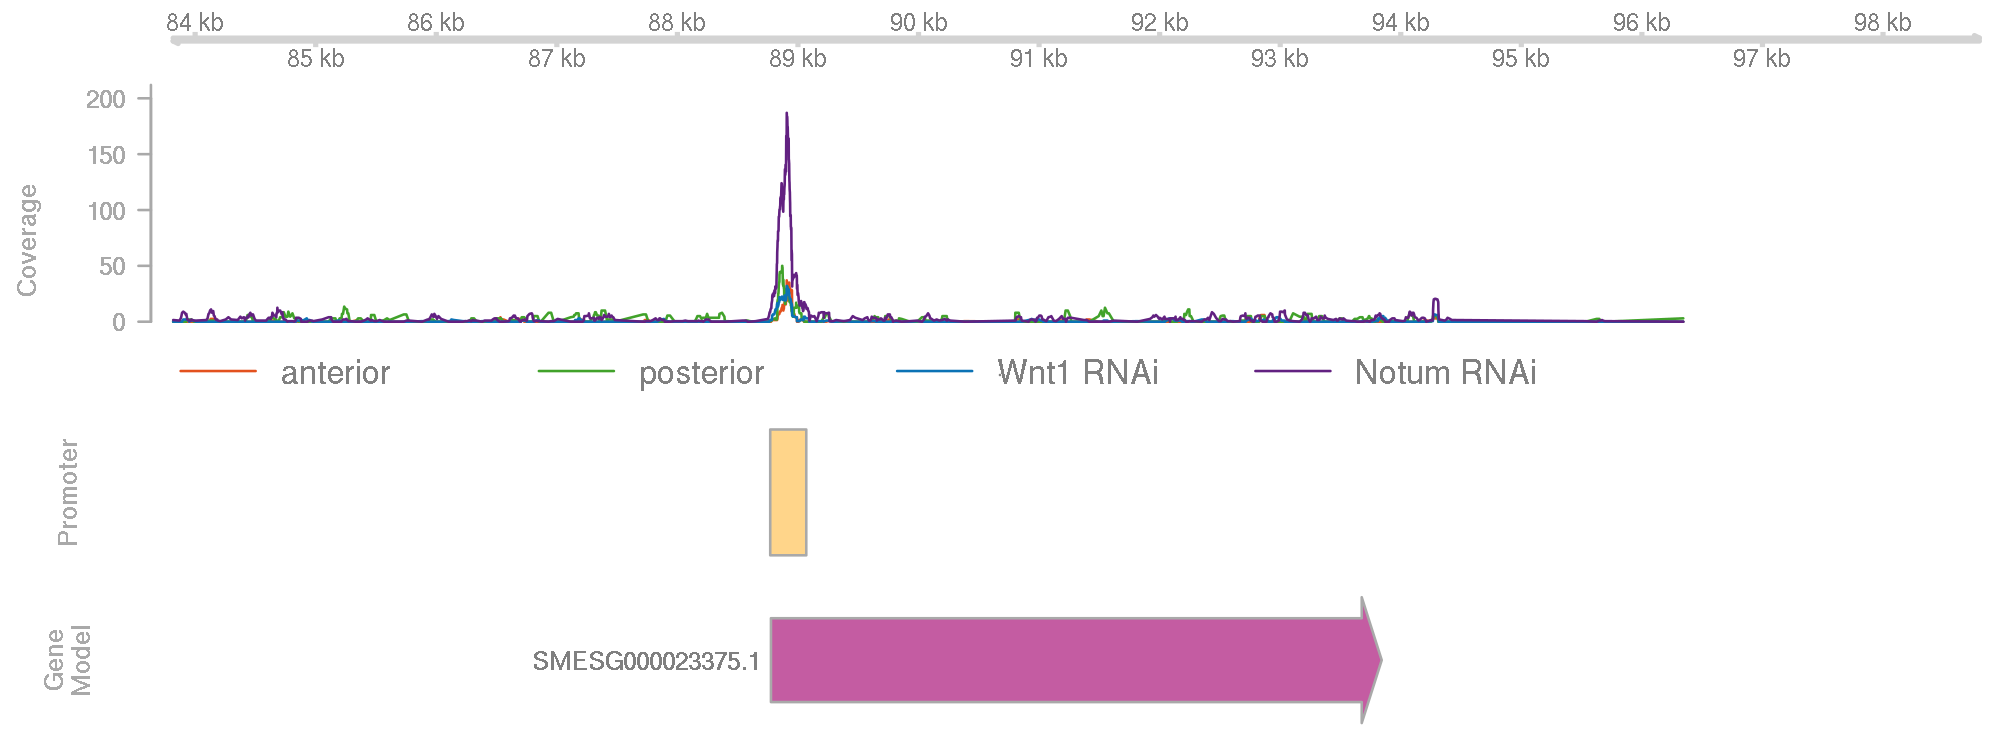 84 kb 86 kb 88 kb 90 kb 92 kb 94 kb 96 kb 98 kb
85 kb 87 kb 89 kb 91 kb 93 kb 95 kb 97 kb
Coverage
200
150
100
50
0
anterior posterior Wnt1 RNAi Notum RNAi
Promoter
Gene
Model
SMESG000023375.1